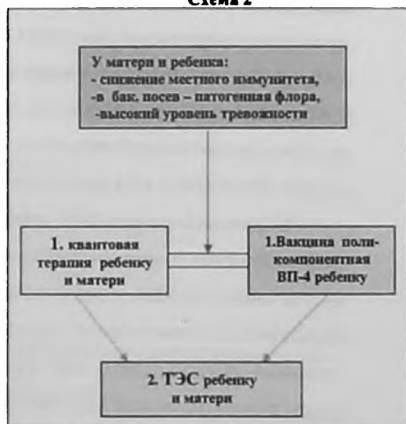 Схема 2
У матери и ребенка:
- снижение местного иммунитета,
-в бак. посев – патогенная флора,
-высокий уровень тревожности
1. квантовая
терапия ребенку
и матери
1.Вакцина поли-
компонентная
ВП-4 ребенку
2. ТЭС ребенку
и матери